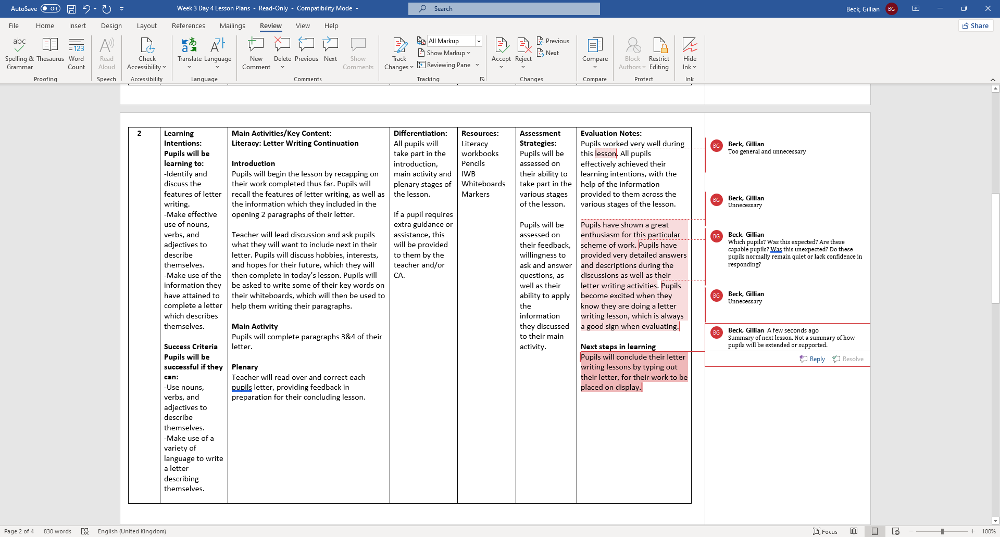 AutoSave Off Week 3 Day 4 Lesson Plans - Read-Only - Compatibility Mode Search Beck, Gillian BG
File Home Insert Design Layout References Mailings Review View Help Share
abc
Spelling &
Grammar
Thesaurus
123
Word
Count
Proofing
Read
Aloud
Speech
Check
Accessibility
Accessibility
Translate
Language
Language
New
Comment
Delete
Previous
Next
Show
Comments
Comments
Track
Changes
All Markup
Show Markup
Reviewing Pane
Tracking
Accept
Reject
Previous
Next
Changes
Compare
Compare
Block
Authors
Restrict
Editing
Protect
Hide
Ink
Ink
2
Learning
Intentions:
Pupils will be
learning to:
-Identify and
discuss the
features of letter
writing.
-Make effective
use of nouns,
verbs, and
adjectives to
describe
themselves.
-Make use of the
information they
have attained to
complete a letter
which describes
themselves.
Success Criteria
Pupils will be
successful if they
can:
-Use nouns,
verbs, and
adjectives to
describe
themselves.
-Make use of a
variety of
language to write
a letter
describing
themselves.
Main Activities/Key Content:
Literacy: Letter Writing Continuation
Introduction
Pupils will begin the lesson by recapping on
their work completed thus far. Pupils will
recall the features of letter writing, as well as
the information which they included in the
opening 2 paragraphs of their letter.
Teacher will lead discussion and ask pupils
what they will want to include next in their
letter. Pupils will discuss hobbies, interests,
and hopes for their future, which they will
then complete in today’s lesson. Pupils will
be asked to write some of their key words on
their whiteboards, which will then be used to
help them writing their paragraphs.
Main Activity
Pupils will complete paragraphs 3&4 of their
letter.
Plenary
Teacher will read over and correct each
pupils letter, providing feedback in
preparation for their concluding lesson.
Differentiation:
All pupils will
take part in the
introduction,
main activity and
plenary stages of
the lesson.
If a pupil requires
extra guidance or
assistance, this
will be provided
to them by the
teacher and/or
CA.
Resources:
Literacy
workbooks
Pencils
IWB
Whiteboards
Markers
Assessment
Strategies:
Pupils will be
assessed on
their ability to
take part in the
various stages
of the lesson.
Pupils will be
assessed on
their feedback,
willingness to
ask and answer
questions, as
well as their
ability to apply
the
information
they discussed
to their main
activity.
Evaluation Notes:
Pupils worked very well during
this lesson. All pupils
effectively achieved their
learning intentions, with the
help of the information
provided to them across the
various stages of the lesson.
Pupils have shown a great
enthusiasm for this particular
scheme of work. Pupils have
provided very detailed answers
and descriptions during the
discussions as well as their
letter writing activities. Pupils
become excited when they
know they are doing a letter
writing lesson, which is always
a good sign when evaluating.
Next steps in learning
Pupils will conclude their letter
writing lessons by typing out
their letter, for their work to be
placed on display.
BG Beck, Gillian
Too general and unnecessary
BG Beck, Gillian
Unnecessary
BG Beck, Gillian
Which pupils? Was this expected? Are these
capable pupils? Was this unexpected? Do these
pupils normally remain quiet or lack confidence in
responding?
BG Beck, Gillian
Unnecessary
BG Beck, Gillian A few seconds ago
Summary of next lesson. Not a summary of how
pupils will be extended or supported.
Reply Resolve
Page 2 of 4 830 words English (United Kingdom) Focus 100%